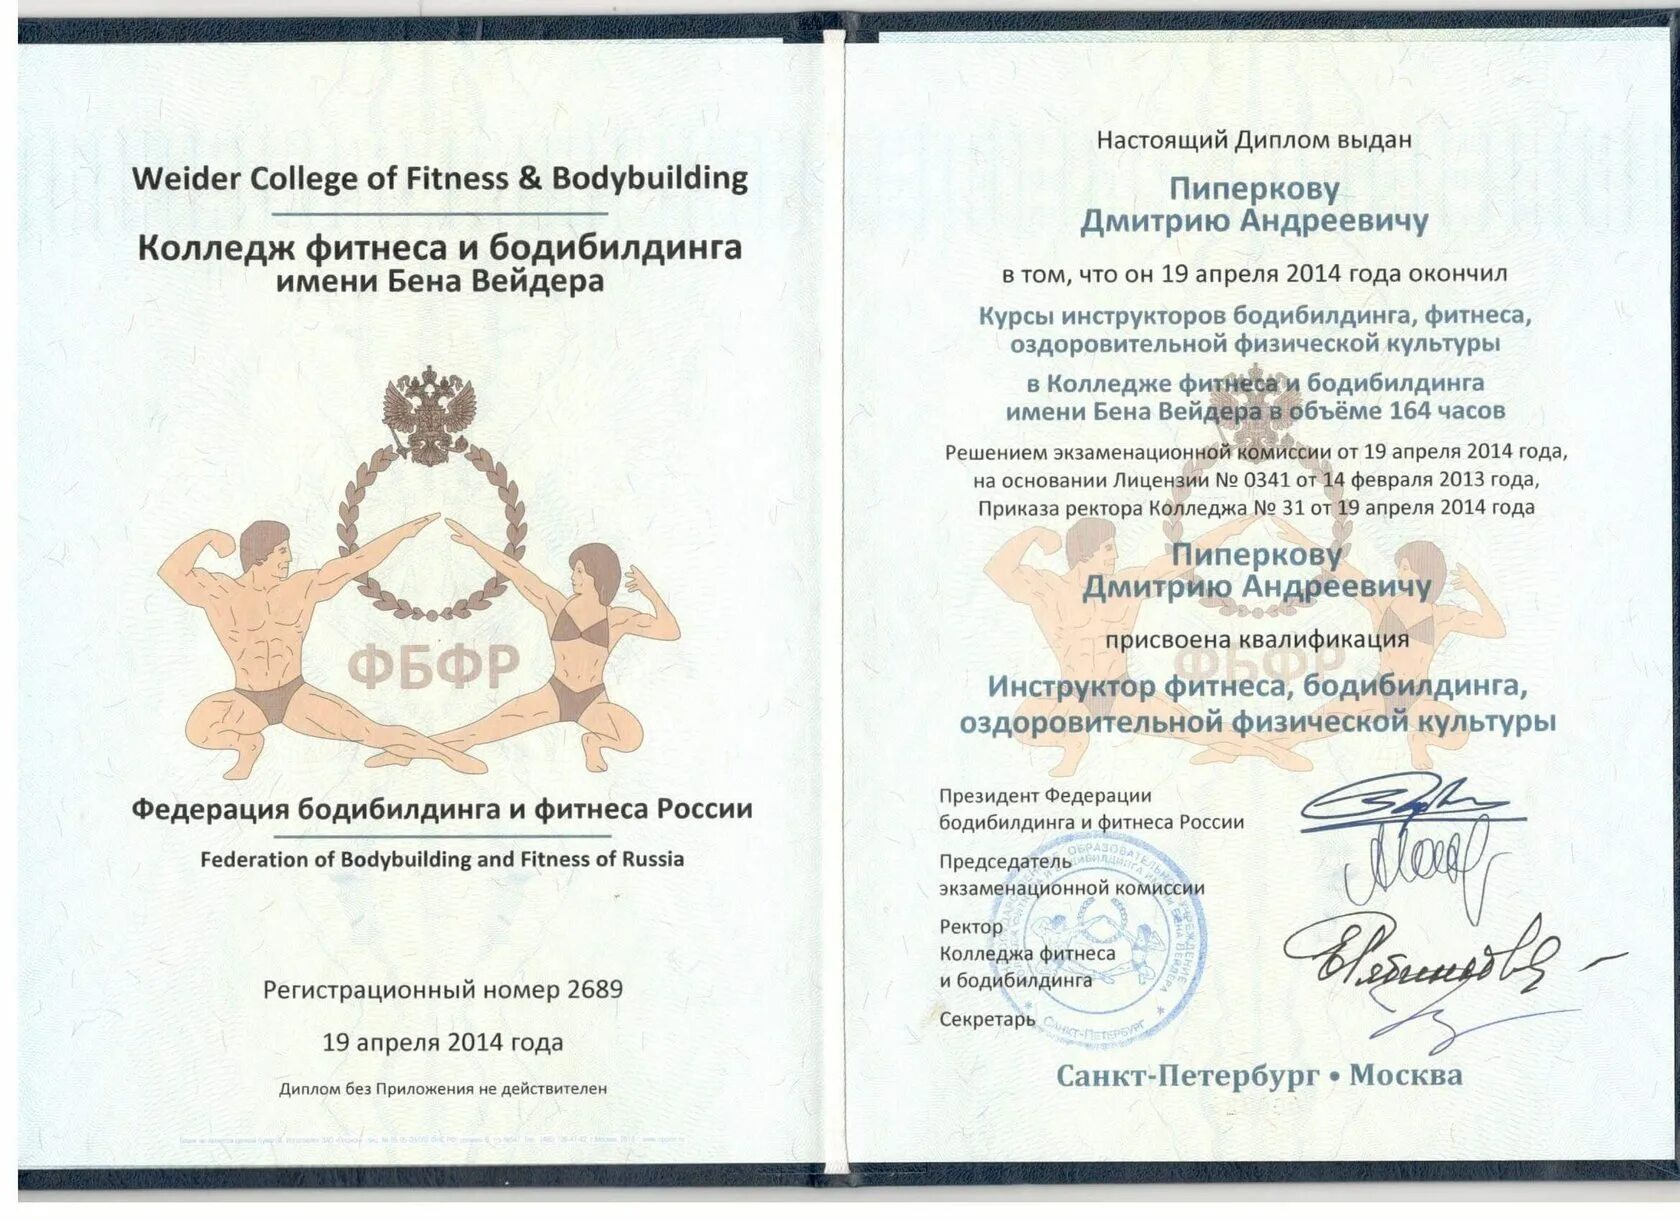 Weider College of Fitness & Bodybuilding
Колледж фитнеса и бодибилдинга
имени Бена Вейдера
ФБФР
Федерация бодибилдинга и фитнеса России
Federation of Bodybuilding and Fitness of Russia
Регистрационный номер 2689
19 апреля 2014 года
Диплом без Приложения не действителен
Настоящий Диплом выдан
Пиперкову
Дмитрию Андреевичу
в том, что он 19 апреля 2014 года окончил
Курсы инструкторов бодибилдинга, фитнеса,
оздоровительной физической культуры
в Колледже фитнеса и бодибилдинга
имени Бена Вейдера в объёме 164 часов
Решением экзаменационной комиссии от 19 апреля 2014 года,
на основании Лицензии № 0341 от 14 февраля 2013 года,
Приказа ректора Колледжа № 31 от 19 апреля 2014 года
Пиперкову
Дмитрию Андреевичу
присвоена квалификация
ФБФР
Инструктор фитнеса, бодибилдинга,
оздоровительной физической культуры
Президент Федерации
бодибилдинга и фитнеса России
Председатель
экзаменационной комиссии
Ректор
Колледжа фитнеса
и бодибилдинга
Секретарь
САНКТ-ПЕТЕРБУРГ
Санкт-Петербург • Москва